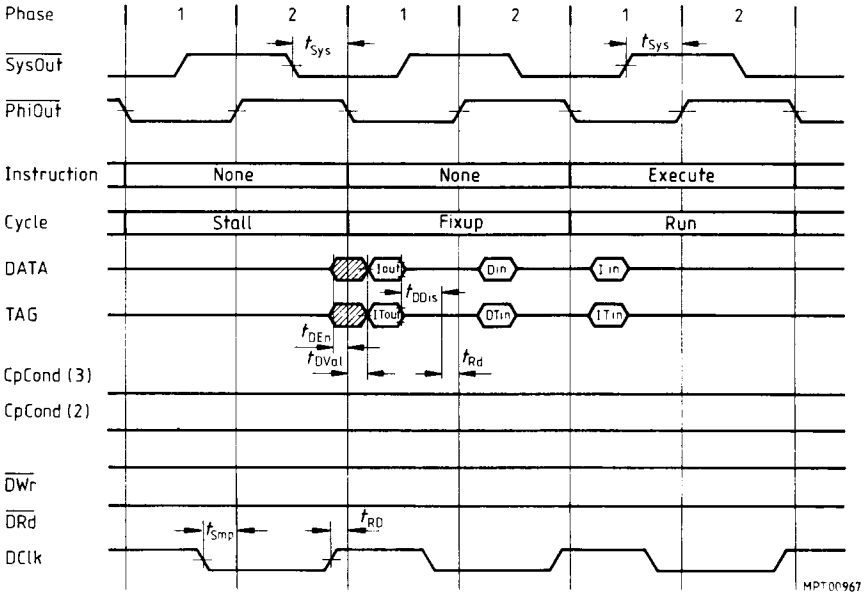 Phase 1 2 1 2 1 2
tSys tSys
SysOut
PhiOut
Instruction None None Execute
Cycle Stall Fixup Run
DATA Iout Din Iin
tDDis
TAG ITout DTin ITin
tDEn
tDVal tRd
CpCond (3)
CpCond (2)
DWr
DRd
tSmp tRD
DClk
MPT00967